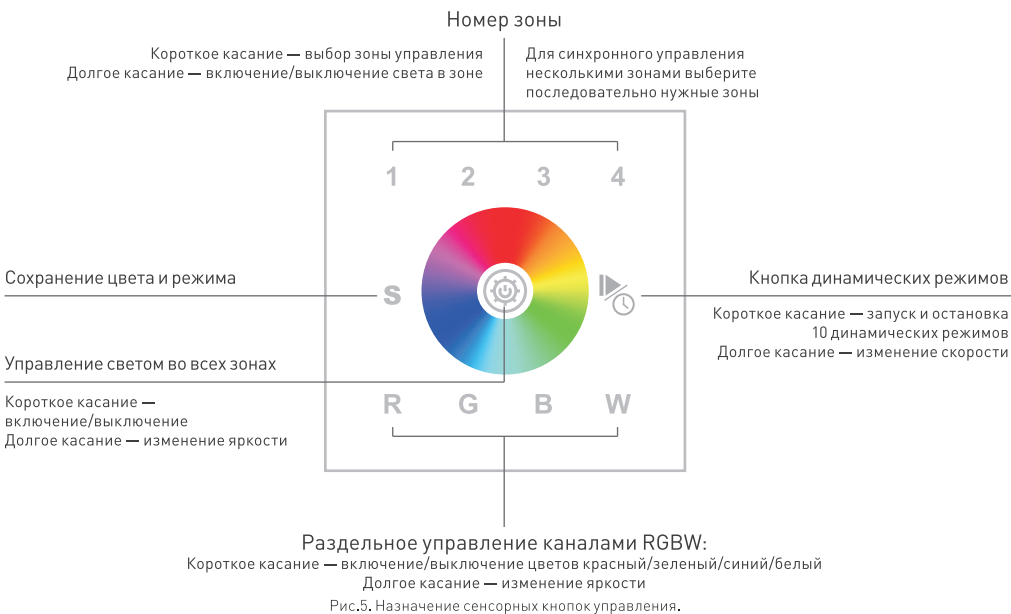 Номер зоны
Короткое касание — выбор зоны управления
Долгое касание — включение/выключение света в зоне
Для синхронного управления
несколькими зонами выберите
последовательно нужные зоны
1 2 3 4
Сохранение цвета и режима
S
Кнопка динамических режимов
Короткое касание — запуск и остановка
10 динамических режимов
Долгое касание — изменение скорости
Управление светом во всех зонах
Короткое касание —
включение/выключение
Долгое касание — изменение яркости
R G B W
Раздельное управление каналами RGBW:
Короткое касание — включение/выключение цветов красный/зеленый/синий/белый
Долгое касание — изменение яркости
Рис.5. Назначение сенсорных кнопок управления.